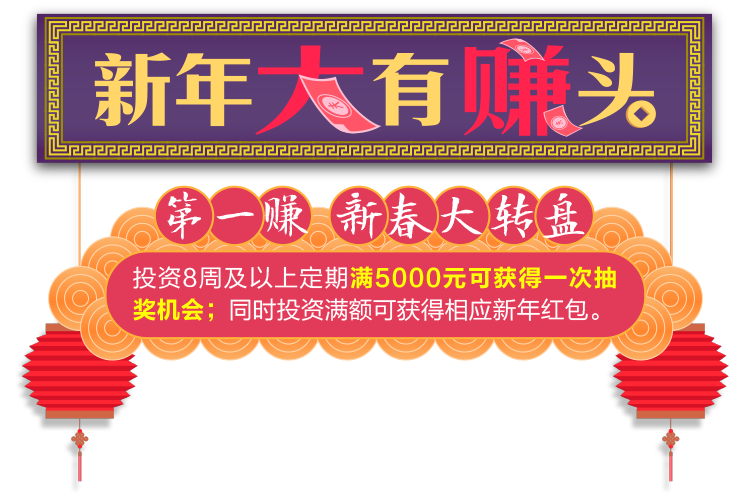 新年大有赚头
第一赚 新春大转盘
投资8周及以上定期满5000元可获得一次抽
奖机会；同时投资满额可获得相应新年红包。